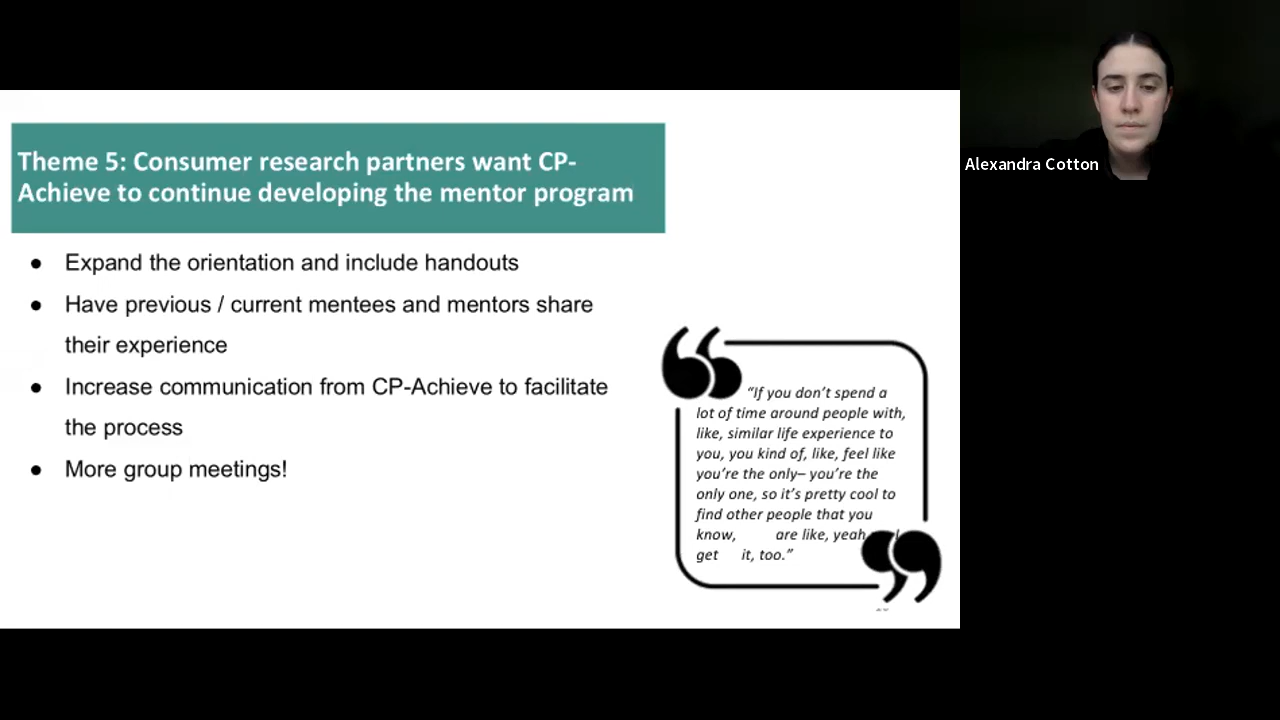 Theme 5: Consumer research partners want CP-
Achieve to continue developing the mentor program
● Expand the orientation and include handouts
● Have previous / current mentees and mentors share
their experience
● Increase communication from CP-Achieve to facilitate
the process
● More group meetings!
“If you don’t spend a
lot of time around people with,
like, similar life experience to
you, you kind of, like, feel like
you’re the only– you’re the
only one, so it’s pretty cool to
find other people that you
know, are like, yeah
get it, too.”
Alexandra Cotton